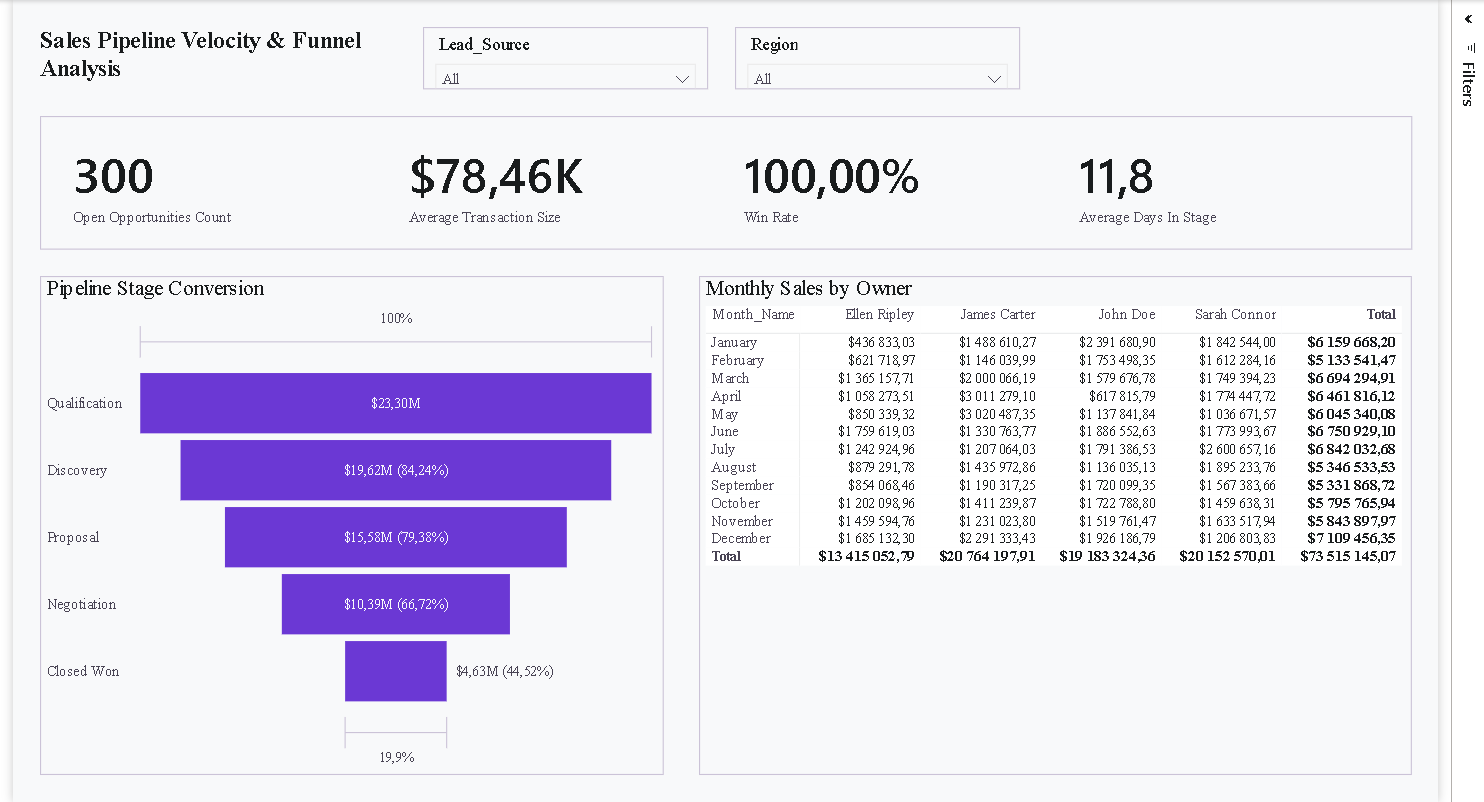 Sales Pipeline Velocity & Funnel
Analysis
Lead_Source
All
Region
All
Filters
300
Open Opportunities Count
$78,46K
Average Transaction Size
100,00%
Win Rate
11,8
Average Days In Stage
Pipeline Stage Conversion
100%
Qualification $23,30M
Discovery $19,62M (84,24%)
Proposal $15,58M (79,38%)
Negotiation $10,39M (66,72%)
Closed Won $4,63M (44,52%)
19,9%
Monthly Sales by Owner
Month_Name Ellen Ripley James Carter John Doe Sarah Connor Total
January $436 833,03 $1 488 610,27 $2 391 680,90 $1 842 544,00 $6 159 668,20
February $621 718,97 $1 146 039,99 $1 753 498,35 $1 612 284,16 $5 133 541,47
March $1 365 157,71 $2 000 066,19 $1 579 676,78 $1 749 394,23 $6 694 294,91
April $1 058 273,51 $3 011 279,10 $617 815,79 $1 774 447,72 $6 461 816,12
May $850 339,32 $3 020 487,35 $1 137 841,84 $1 036 671,57 $6 045 340,08
June $1 759 619,03 $1 330 763,77 $1 886 552,63 $1 773 993,67 $6 750 929,10
July $1 242 924,96 $1 207 064,03 $1 791 386,53 $2 600 657,16 $6 842 032,68
August $879 291,78 $1 435 972,86 $1 136 035,13 $1 895 233,76 $5 346 533,53
September $854 068,46 $1 190 317,25 $1 720 099,35 $1 567 383,66 $5 331 868,72
October $1 202 098,96 $1 411 239,87 $1 722 788,80 $1 459 638,31 $5 795 765,94
November $1 459 594,76 $1 231 023,80 $1 519 761,47 $1 633 517,94 $5 843 897,97
December $1 685 132,30 $2 291 333,43 $1 926 186,79 $1 206 803,83 $7 109 456,35
Total $13 415 052,79 $20 764 197,91 $19 183 324,36 $20 152 570,01 $73 515 145,07